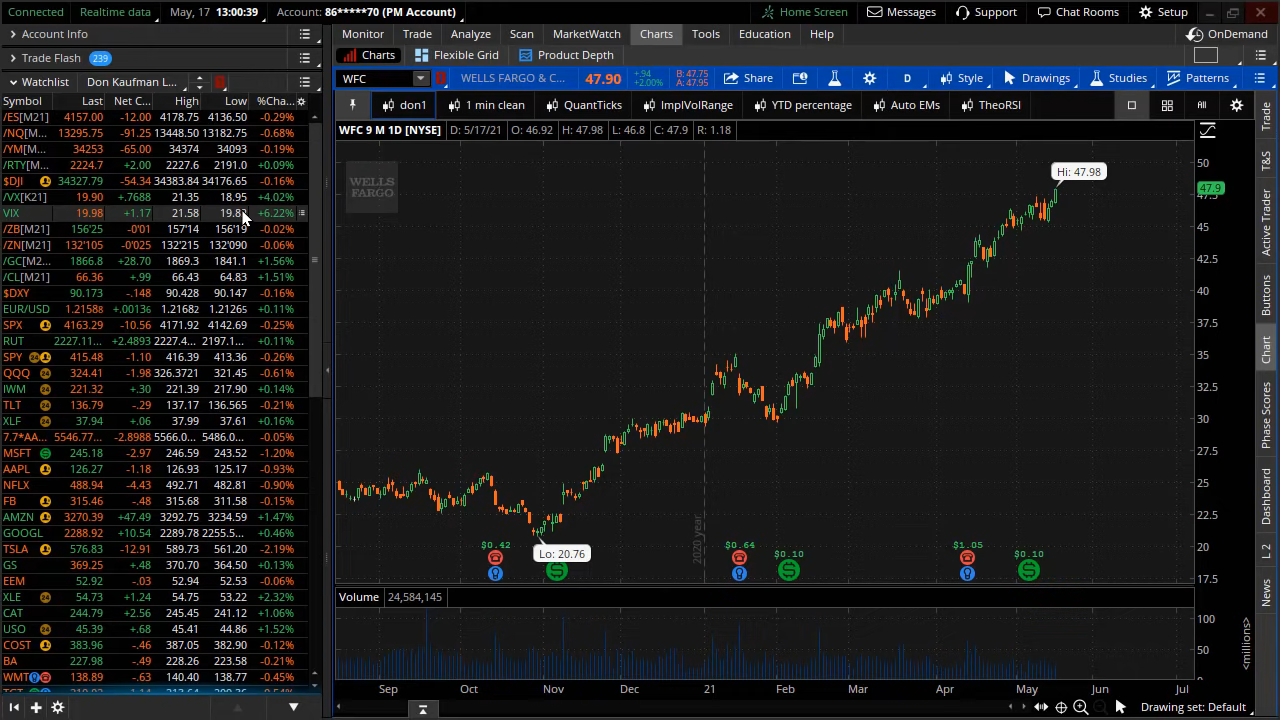 Connected Realtime data May, 17 13:00:39 Account: 86*****70 (PM Account) Home Screen Messages Support Chat Rooms Setup
Account Info Monitor Trade Analyze Scan MarketWatch Charts Tools Education Help OnDemand
Trade Flash 239 Charts Flexible Grid Product Depth
Watchlist Don Kaufman L... WFC WELLS FARGO & C... 47.90 +.94 +2.00% B: 47.75 A: 47.95 Share D Style Drawings Studies Patterns
don1 1 min clean QuantTicks ImplVolRange YTD percentage Auto EMs TheoRSI All
WFC 9 M 1D [NYSE] D: 5/17/21 O: 46.92 H: 47.98 L: 46.8 C: 47.9 R: 1.18
Symbol Last Net C... High Low %Cha...
/ES[M21] 4157.00 -12.00 4178.75 4136.50 -0.29%
/NQ[M... 13295.75 -91.25 13448.50 13182.75 -0.68%
/YM[M... 34253 -65.00 34374 34093 -0.19%
/RTY[M... 2224.7 +2.00 2227.6 2191.0 +0.09%
$DJI 34327.79 -54.34 34383.84 34176.65 -0.16%
/VX[K21] 19.90 +.7688 21.35 18.95 +4.02%
VIX 19.98 +1.17 21.58 +6.22%
/ZB[M21] 156'25 -0'01 157'14 156'19 -0.02%
/ZN[M21] 132'105 -0'025 132'215 132'090 -0.06%
/GC[M2... 1866.8 +28.70 1869.3 1841.1 +1.56%
/CL[M21] 66.36 +.99 66.43 64.83 +1.51%
$DXY 90.173 -.148 90.428 90.147 -0.16%
EUR/USD 1.21588 +.00136 1.21682 1.21265 +0.11%
SPX 4163.29 -10.56 4171.92 4142.69 -0.25%
RUT 2227.11... +2.4893 2227.4... 2197.1... +0.11%
SPY 24 415.48 -1.10 416.39 413.36 -0.26%
QQQ 24 324.41 -1.98 326.3721 321.45 -0.61%
IWM 24 221.32 +.30 221.39 217.90 +0.14%
TLT 24 136.79 -.29 137.17 136.565 -0.21%
XLF 24 37.94 +.06 37.99 37.61 +0.16%
7.7*AA... 5546.77... -2.8988 5566.0... 5486.0... -0.05%
MSFT 245.18 -2.97 246.59 243.52 -1.20%
AAPL 126.27 -1.18 126.93 125.17 -0.93%
NFLX 488.94 -4.43 492.71 482.81 -0.90%
FB 315.46 -.48 315.68 311.58 -0.15%
AMZN 3270.39 +47.49 3292.75 3234.59 +1.47%
GOOGL 2288.92 +10.54 2289.78 2255.5... +0.46%
TSLA 576.83 -12.91 589.73 561.20 -2.19%
GS 369.25 +.48 370.70 364.50 +0.13%
EEM 52.92 -.03 52.94 52.53 -0.06%
XLE 24 54.73 +1.24 54.75 53.22 +2.32%
CAT 244.79 +2.56 245.45 241.12 +1.06%
USO 24 45.39 +.68 45.41 44.86 +1.52%
COST 383.96 -.46 387.05 383.14 -0.12%
BA 227.98 -.49 228.26 223.58 -0.21%
WMT 138.89 -.63 140.40 138.77 -0.45%
WELLS FARGO
Hi: 47.98
Lo: 20.76
2020 year
$0.42
$0.64
$0.10
$1.05
$0.10
50
47.9
45
42.5
40
37.5
35
32.5
30
27.5
25
22.5
20
17.5
Volume 24,584,145
100
50
0
<millions>
Sep Oct Nov Dec 21 Feb Mar Apr May Jun Jul
Drawing set: Default
Trade
T&S
Active Trader
Buttons
Chart
Phase Scores
Dashboard
L 2
News